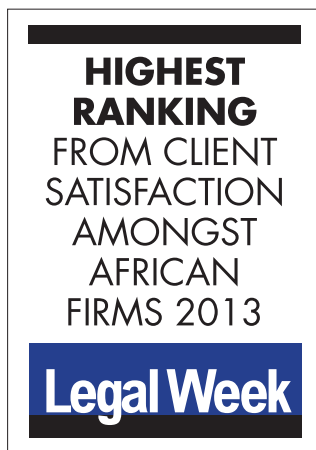 HIGHEST
RANKING
FROM CLIENT
SATISFACTION
AMONGST
AFRICAN
FIRMS 2013
Legal Week